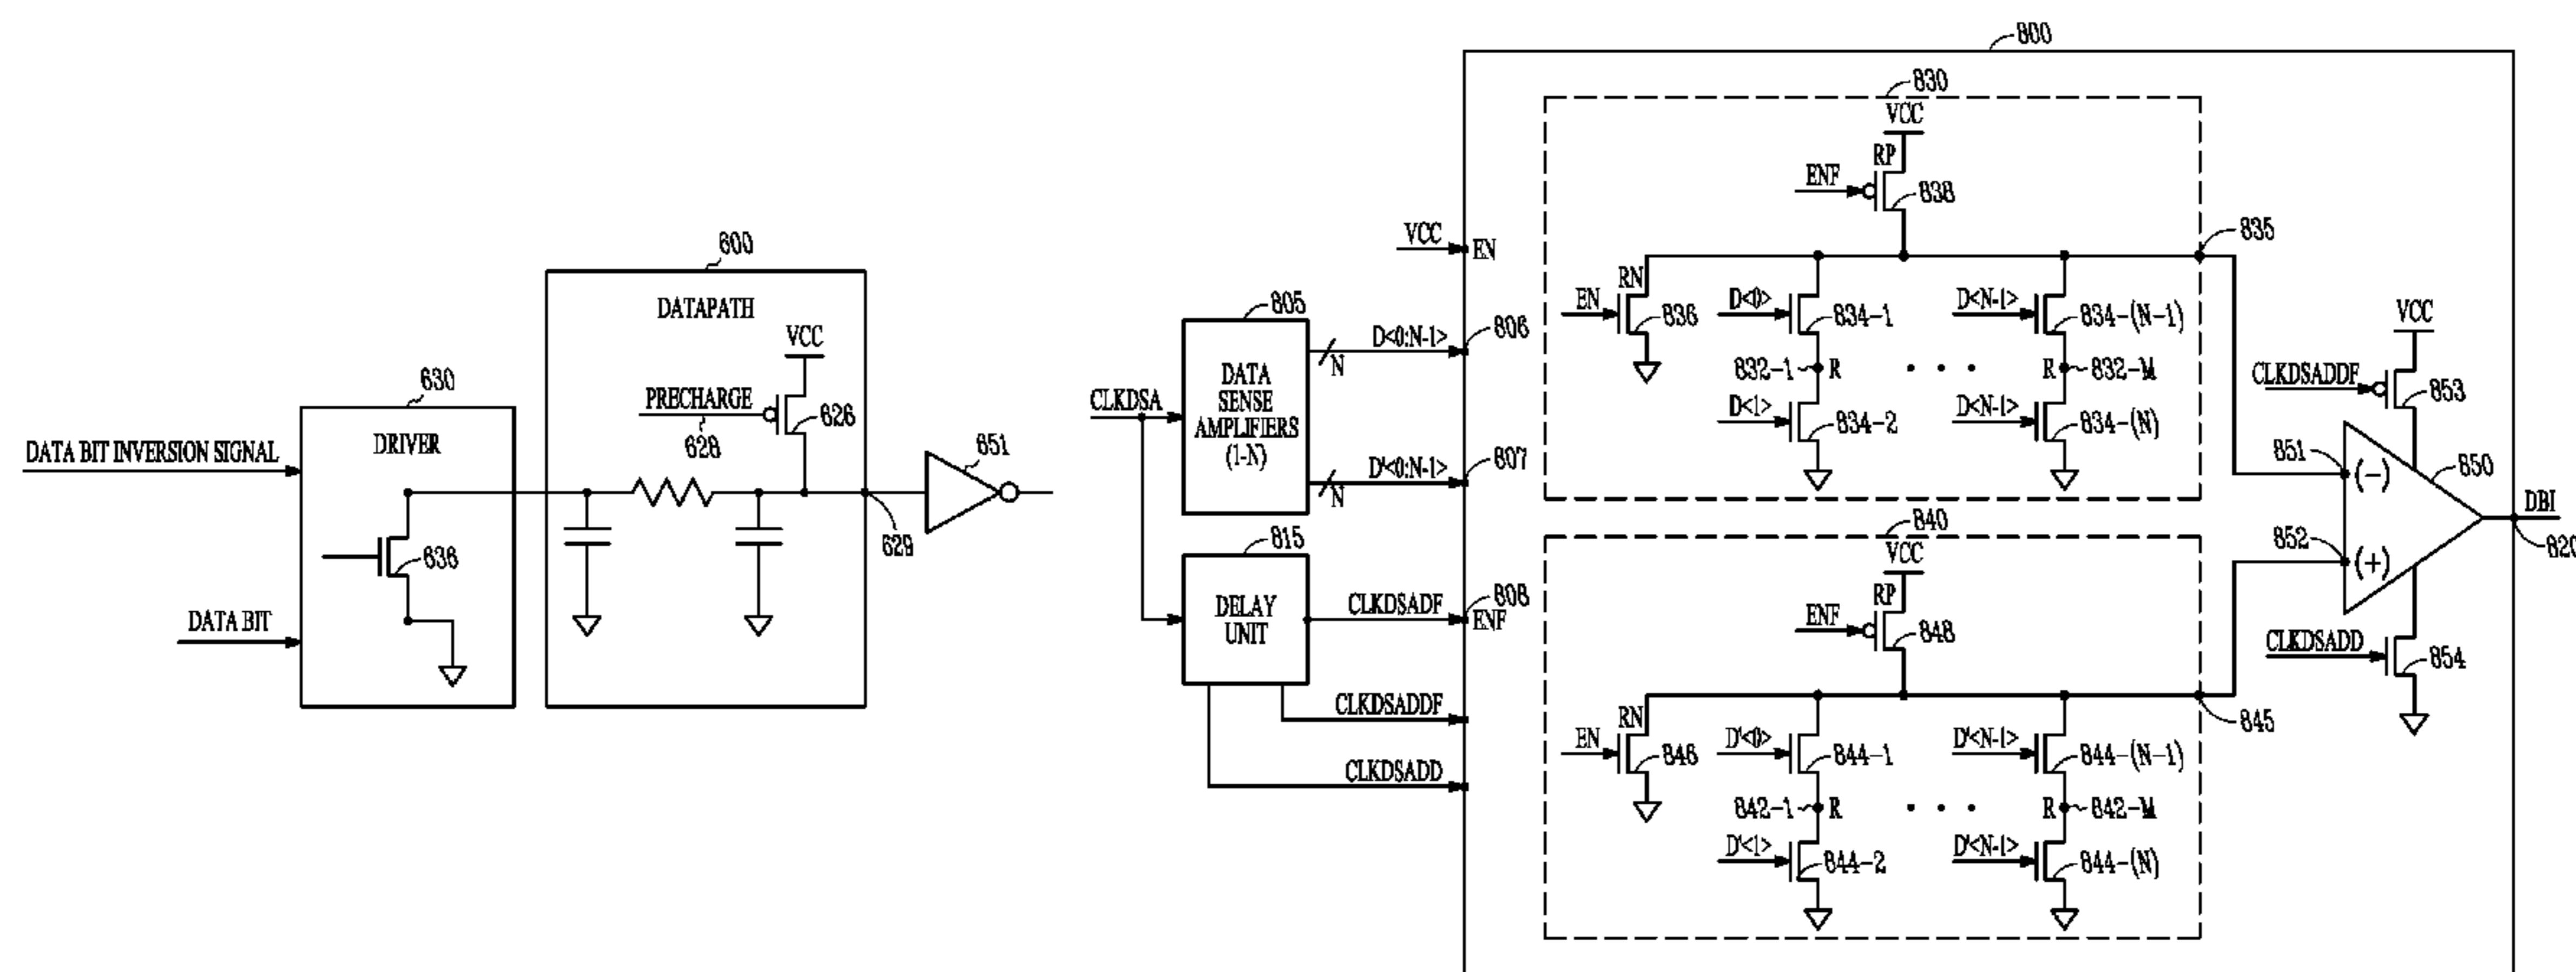 630
DRIVER
DATA BIT INVERSION SIGNAL
DATA BIT
636
600
DATAPATH
VCC
PRECHARGE
628
626
629
651
CLKDSA
805
DATA
SENSE
AMPLIFIERS
(1-N)
D<0:N-1>
N
D'<0:N-1>
N
815
DELAY
UNIT
CLKDSADF
CLKDSADDF
CLKDSADD
800
VCC
EN
806
807
808
ENF
830
VCC
RP
ENF
838
835
RN
EN
836
D<0>
834-1
D<N-1>
834-(N-1)
832-1
R
R
832-M
D<1>
834-2
D<N-1>
834-(N)
840
VCC
RP
ENF
848
845
RN
EN
846
D'<0>
844-1
D'<N-1>
844-(N-1)
842-1
R
R
842-M
D'<1>
844-2
D'<N-1>
844-(N)
VCC
CLKDSADDF
853
851
(-)
850
852
(+)
DBI
820
CLKDSADD
854